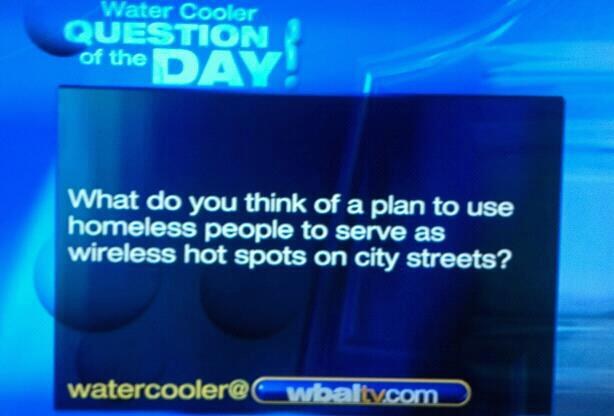 Water Cooler
QUESTION
of the DAY!
What do you think of a plan to use
homeless people to serve as
wireless hot spots on city streets?
watercooler@wbaltv.com